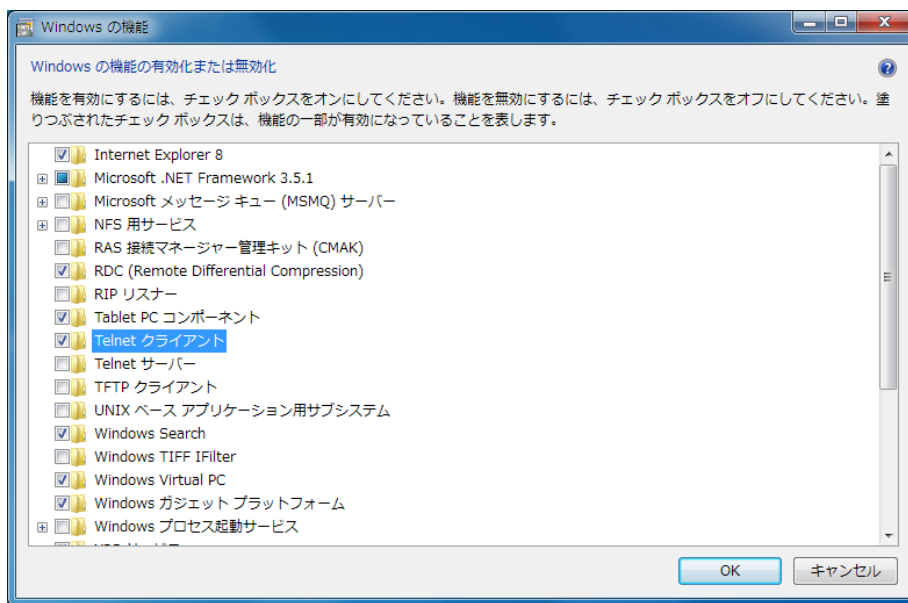 Windows の機能
Windows の機能の有効化または無効化
機能を有効にするには、チェック ボックスをオンにしてください。機能を無効にするには、チェック ボックスをオフにしてください。塗
りつぶされたチェック ボックスは、機能の一部が有効になっていることを表します。
Internet Explorer 8
Microsoft .NET Framework 3.5.1
Microsoft メッセージ キュー (MSMQ) サーバー
NFS 用サービス
RAS 接続マネージャー管理キット (CMAK)
RDC (Remote Differential Compression)
RIP リスナー
Tablet PC コンポーネント
Telnet クライアント
Telnet サーバー
TFTP クライアント
UNIX ベース アプリケーション用サブシステム
Windows Search
Windows TIFF IFilter
Windows Virtual PC
Windows ガジェット プラットフォーム
Windows プロセス起動サービス
OK
キャンセル